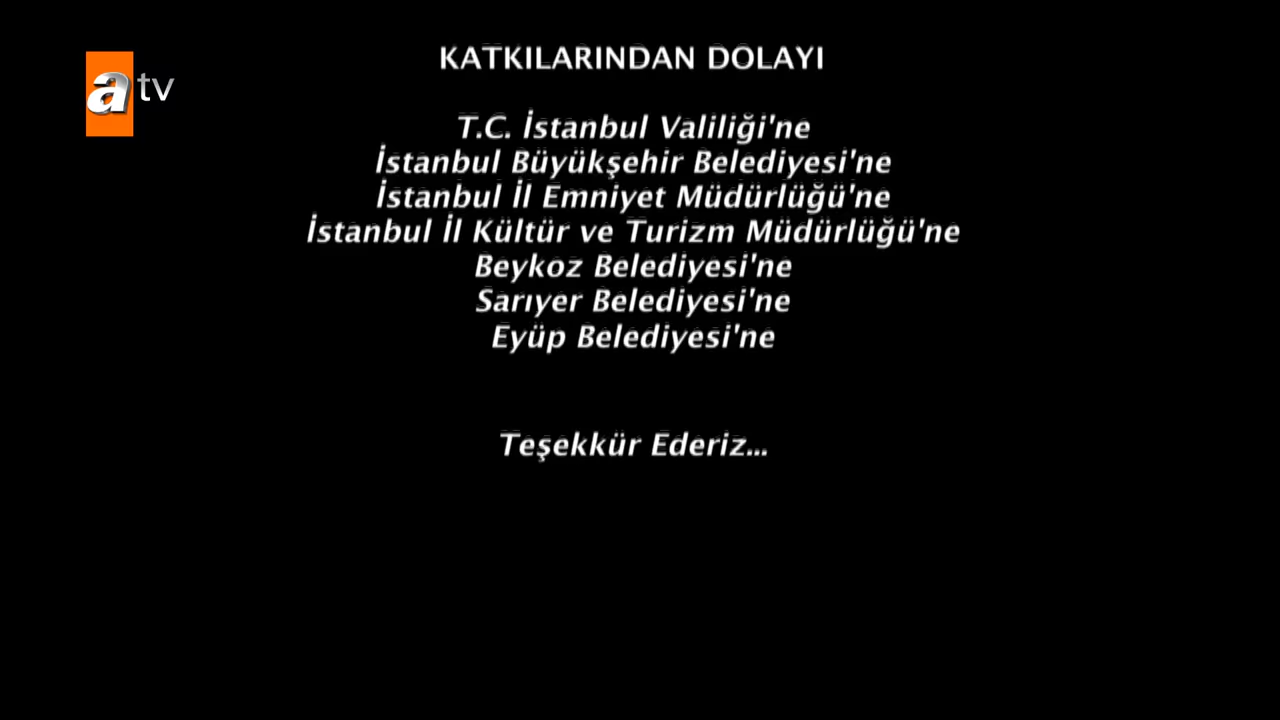 atv
KATKILARINDAN DOLAYI
T.C. İstanbul Valiliği'ne
İstanbul Büyükşehir Belediyesi'ne
İstanbul İl Emniyet Müdürlüğü'ne
İstanbul İl Kültür ve Turizm Müdürlüğü'ne
Beykoz Belediyesi'ne
Sarıyer Belediyesi'ne
Eyüp Belediyesi'ne
Teşekkür Ederiz...